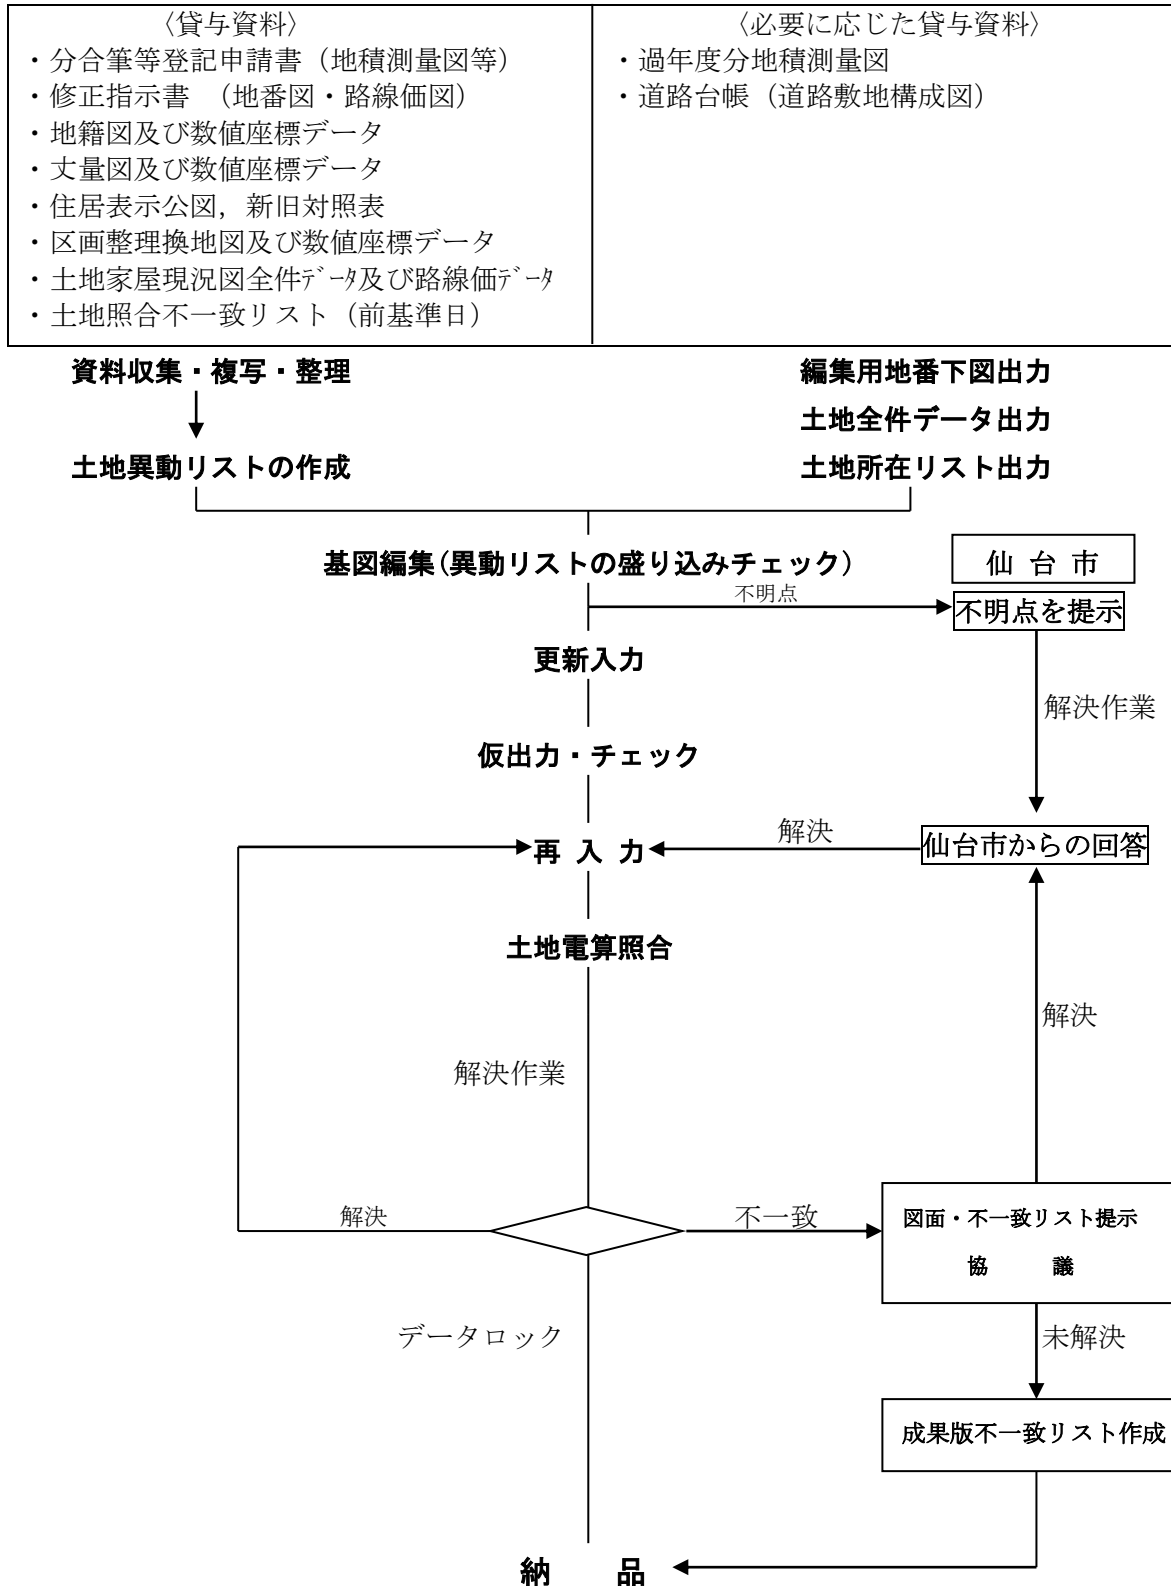 〈貸与資料〉
・分合筆等登記申請書（地積測量図等）
・修正指示書　（地番図・路線価図）
・地籍図及び数値座標データ
・丈量図及び数値座標データ
・住居表示公図，新旧対照表
・区画整理換地図及び数値座標データ
・土地家屋現況図全件ﾃﾞｰﾀ及び路線価ﾃﾞｰﾀ
・土地照合不一致リスト（前基準日）
〈必要に応じた貸与資料〉
・過年度分地積測量図
・道路台帳（道路敷地構成図）
資料収集・複写・整理
土地異動リストの作成
編集用地番下図出力
土地全件データ出力
土地所在リスト出力
基図編集(異動リストの盛り込みチェック)
仙 台 市
不明点
不明点を提示
更新入力
解決作業
仮出力・チェック
再 入 力
解決
仙台市からの回答
土地電算照合
解決
解決作業
解決
不一致
図面・不一致リスト提示
協　　議
データロック
未解決
成果版不一致リスト作成
納　　品